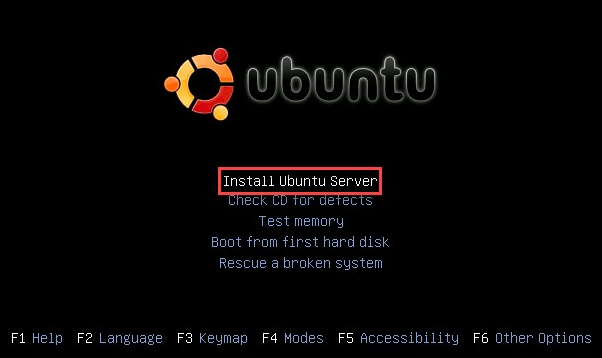 ubuntu
Install Ubuntu Server
Check CD for defects
Test memory
Boot from first hard disk
Rescue a broken system
F1 Help F2 Language F3 Keymap F4 Modes F5 Accessibility F6 Other Options